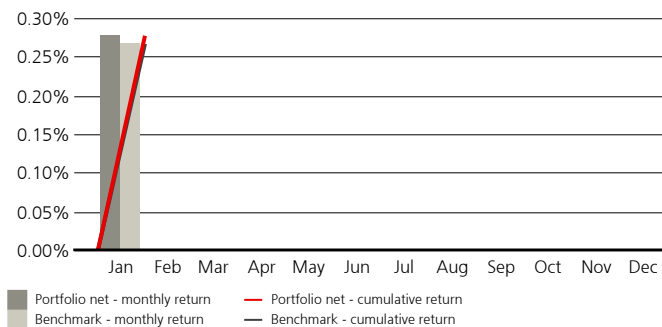 0.30%
0.25%
0.20%
0.15%
0.10%
0.05%
0.00%
Jan Feb Mar Apr May Jun Jul Aug Sep Oct Nov Dec
Portfolio net - monthly return Portfolio net - cumulative return
Benchmark - monthly return Benchmark - cumulative return